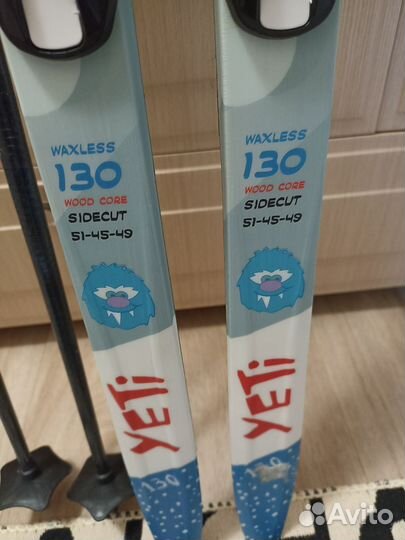 WAXLESS
130
WOOD CORE
SIDECUT
51-45-49
YETi
130
WAXLESS
130
WOOD CORE
SIDECUT
51-45-49
YETi
Avito